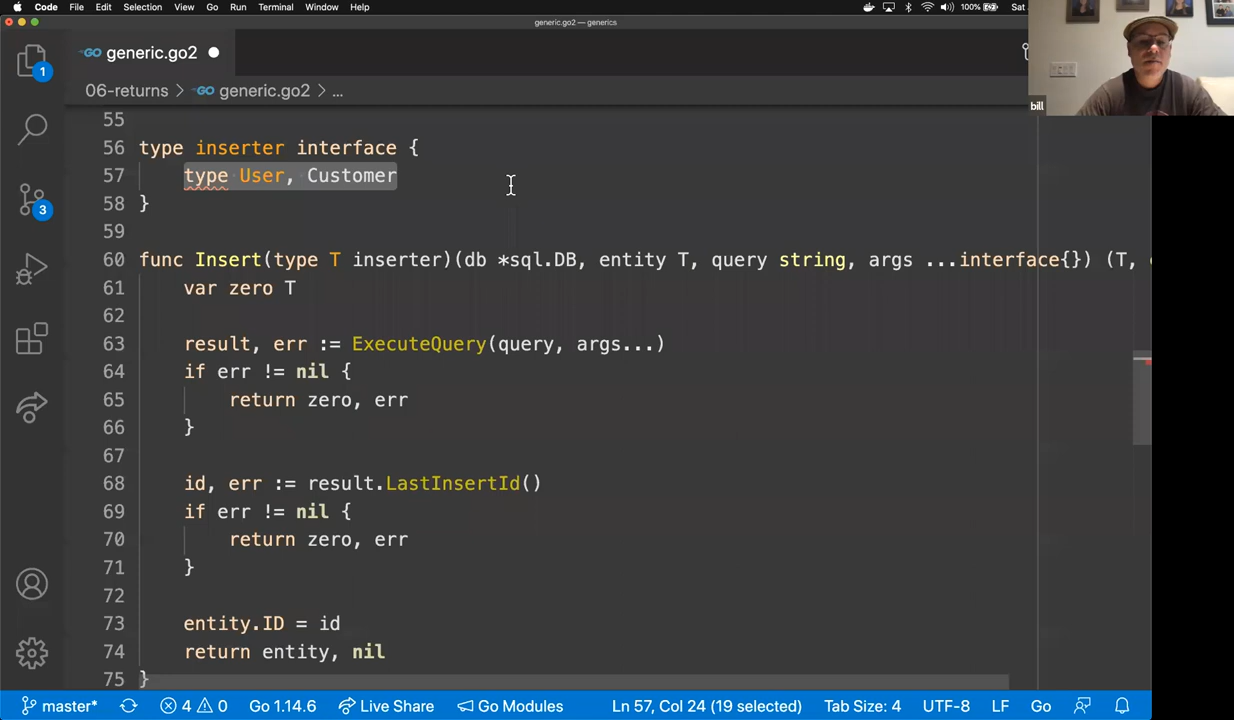 Code File Edit Selection View Go Run Terminal Window Help 100% Sat
generic.go2 — generics
GO generic.go2
1
06-returns > GO generic.go2 > ...
bill
55
56 type inserter interface {
57 type User, Customer
58 }
59
60 func Insert(type T inserter)(db *sql.DB, entity T, query string, args ...interface{}) (T,
61 var zero T
62
63 result, err := ExecuteQuery(query, args...)
64 if err != nil {
65 return zero, err
66 }
67
68 id, err := result.LastInsertId()
69 if err != nil {
70 return zero, err
71 }
72
73 entity.ID = id
74 return entity, nil
75 }
3
master* 4 0 Go 1.14.6 Live Share Go Modules Ln 57, Col 24 (19 selected) Tab Size: 4 UTF-8 LF Go